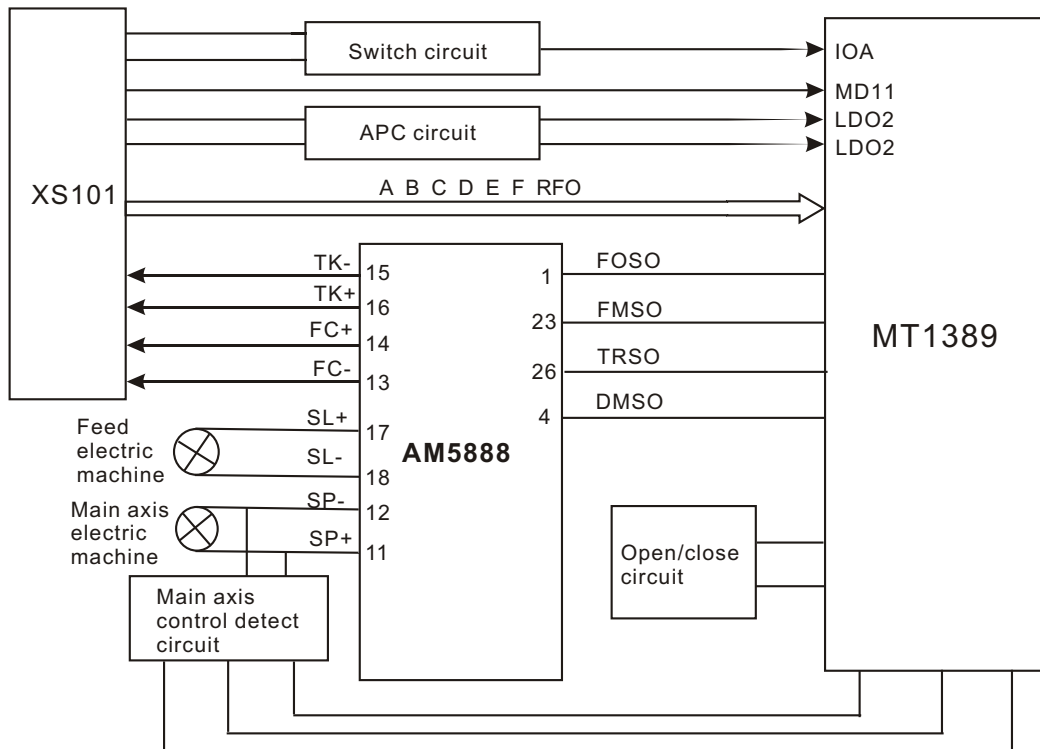 XS101
Switch circuit
IOA
MD11
APC circuit
LDO2
LDO2
A B C D E F RFO
MT1389
TK-
15
TK+
16
FC+
14
FC-
13
SL+
17
SL-
18
SP-
12
SP+
11
AM5888
1
FOSO
23
FMSO
26
TRSO
4
DMSO
Feed
electric
machine
Main axis
electric
machine
Main axis
control detect
circuit
Open/close
circuit